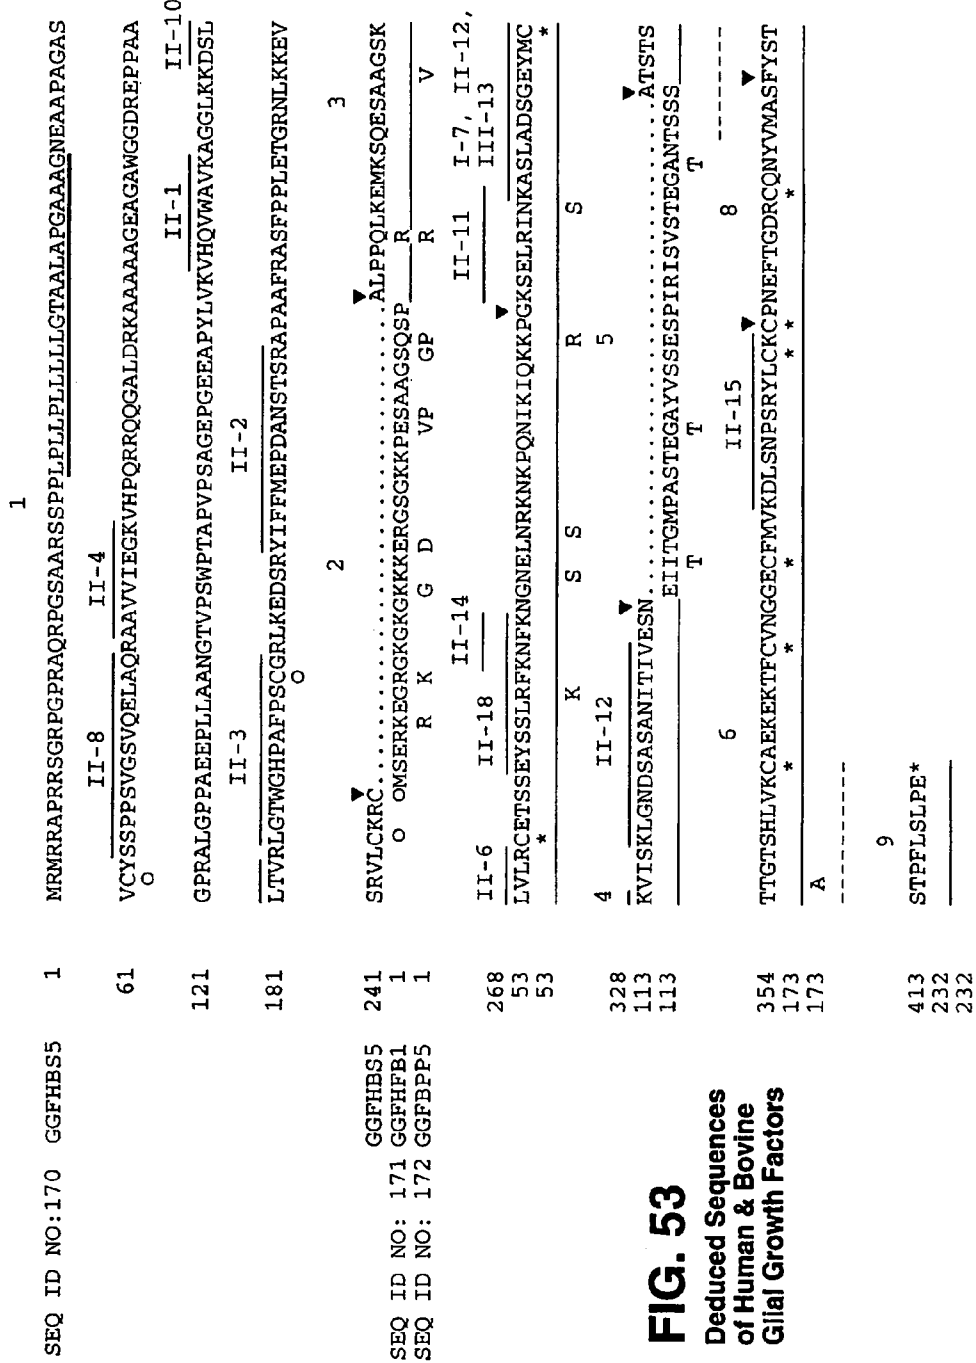 1
SEQ ID NO:170 GGFHBS5 1 MRMRRAPRRSGRPGPRAQRPGSAARSSPPLPLLPLLLLLGTAALAPGAAAGNEAAPAGAS
II-8 II-4
61 VCYSSPPSVGSVQELAQRAAVVIEGKVHPQRRQQGALDRKAAAAAGEAGAWGGDREPPAA
O
II-1 II-10
121 GPRALGPPAEEPLLAANGTVPSWPTAPVPSAGEPGEEAPYLVKVHQVWAVKAGGLKKDSL
II-3 II-2
181 LTVRLGTWGHPAFPSCGRLKEDSRYIFFMEPDANSTSRAPAAFRASFPPLETGRNLKKEV
O
2 3
▼ ▼
GGFHBS5 241 SRVLCKRC..................................ALPPQLKEMKSQESAAGSK
SEQ ID NO: 171 GGFHFB1 1 O OMSERKEGRGKGKGKKKERGSGKKPESAAGSQSP R
SEQ ID NO: 172 GGFBPP5 1 R K G D VP GP R V
II-6 II-18 II-14 II-11 I-7, II-12,
III-13
▼
268
53 LVLRCETSSEYSSLRFKNFKNGNELNRKNKPQNIKIQKKPGKSELRINKASLADSGEYMC
53 * *
K S S R S
4 II-12 5
▼ ▼
328
113 KVISKLGNDSASANITIVESN..................................ATSTS
113 EIITGMPASTEGAYVSSESPIRISVSTEGANTSSS
T T T
6 II-15 8
▼ ▼
354 TTGTSHLVKCAEKEKTFCVNGGECFMVKDLSNPSRYLCKCPNEFTGDRCQNYVMASFYST
173 * * * * * *
173 A
9
413 STPFLSLPE*
232
232
FIG. 53
Deduced Sequences
of Human & Bovine
Glial Growth Factors